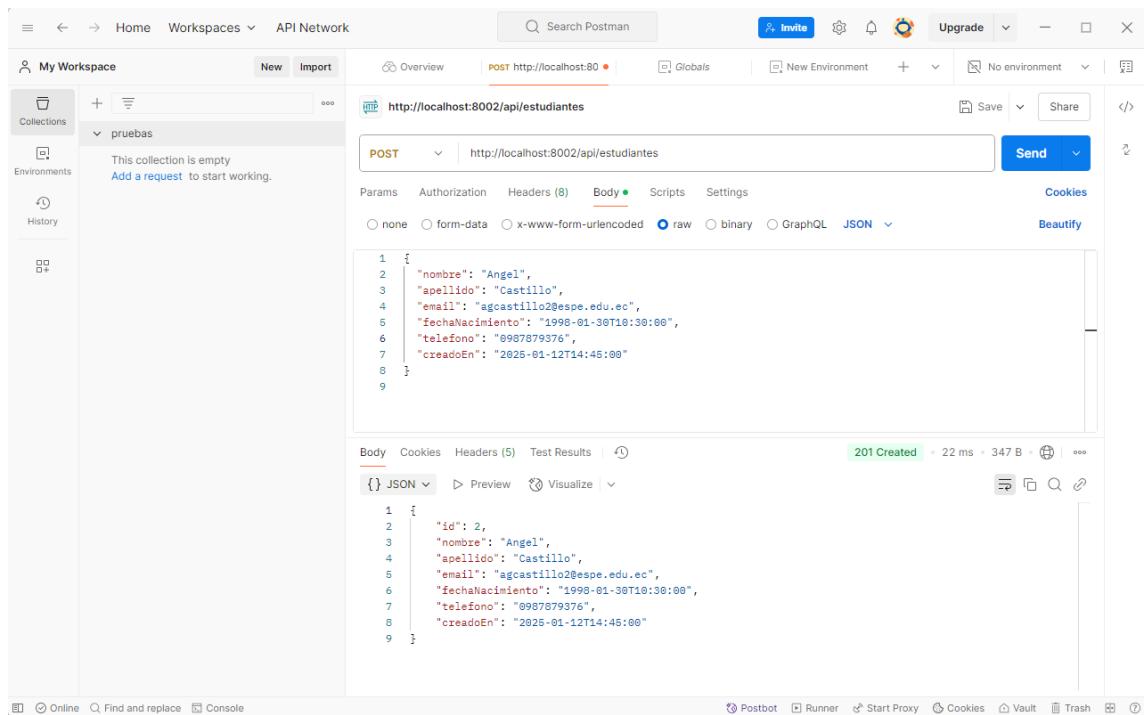 Home Workspaces API Network Search Postman Invite Upgrade
My Workspace New Import Overview POST http://localhost:80 Globals New Environment No environment
Collections
Environments
History
pruebas
This collection is empty
Add a request to start working.
HTTP http://localhost:8002/api/estudiantes Save Share
POST http://localhost:8002/api/estudiantes Send
Params Authorization Headers (8) Body Scripts Settings Cookies
none form-data x-www-form-urlencoded raw binary GraphQL JSON Beautify
1 {
2 "nombre": "Angel",
3 "apellido": "Castillo",
4 "email": "agcastillo2@espe.edu.ec",
5 "fechaNacimiento": "1998-01-30T10:30:00",
6 "telefono": "0987879376",
7 "creadoEn": "2025-01-12T14:45:00"
8 }
9
Body Cookies Headers (5) Test Results 201 Created 22 ms 347 B
{} JSON Preview Visualize
1 {
2 "id": 2,
3 "nombre": "Angel",
4 "apellido": "Castillo",
5 "email": "agcastillo2@espe.edu.ec",
6 "fechaNacimiento": "1998-01-30T10:30:00",
7 "telefono": "0987879376",
8 "creadoEn": "2025-01-12T14:45:00"
9 }
Online Find and replace Console Postbot Runner Start Proxy Cookies Vault Trash